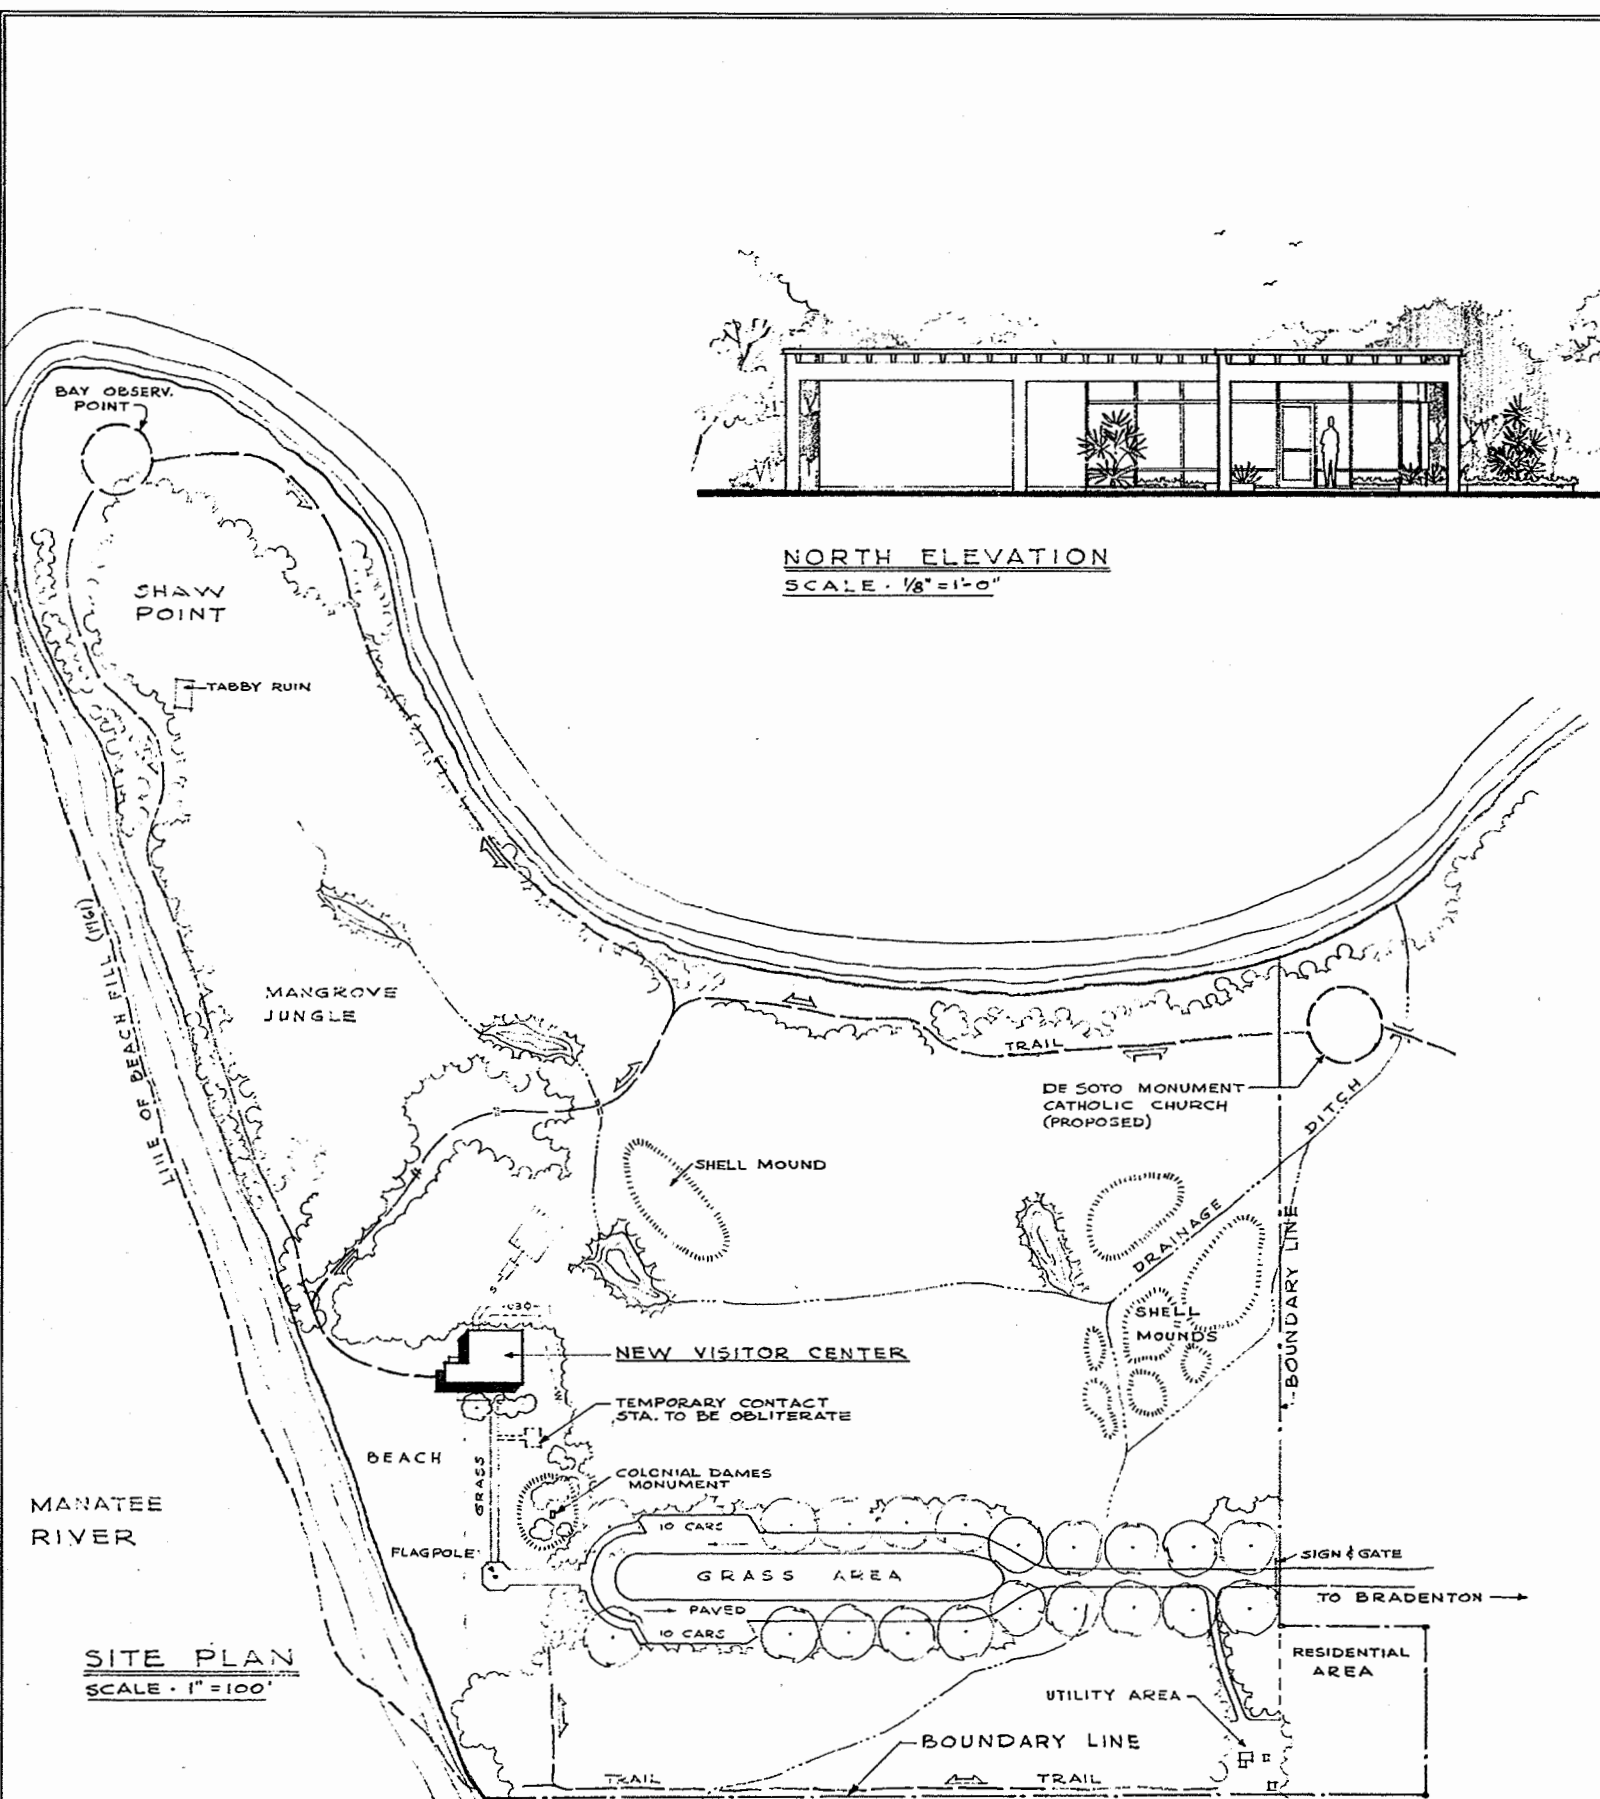 BAY OBSERV.
POINT
SHAW
POINT
TABBY RUIN
NORTH ELEVATION
SCALE · 1/8" = 1'-0"
LINE OF BEACH FILL (1961)
MANGROVE
JUNGLE
TRAIL
DE SOTO MONUMENT
CATHOLIC CHURCH
(PROPOSED)
DITCH
SHELL MOUND
DRAINAGE
BOUNDARY LINE
SHELL
MOUNDS
NEW VISITOR CENTER
TEMPORARY CONTACT
STA. TO BE OBLITERATE
BEACH
GRASS
COLONIAL DAMES
MONUMENT
MANATEE
RIVER
FLAGPOLE
10 CARS
GRASS AREA
PAVED
10 CARS
SIGN & GATE
TO BRADENTON
SITE PLAN
SCALE · 1" = 100'
RESIDENTIAL
AREA
UTILITY AREA
BOUNDARY LINE
TRAIL
TRAIL